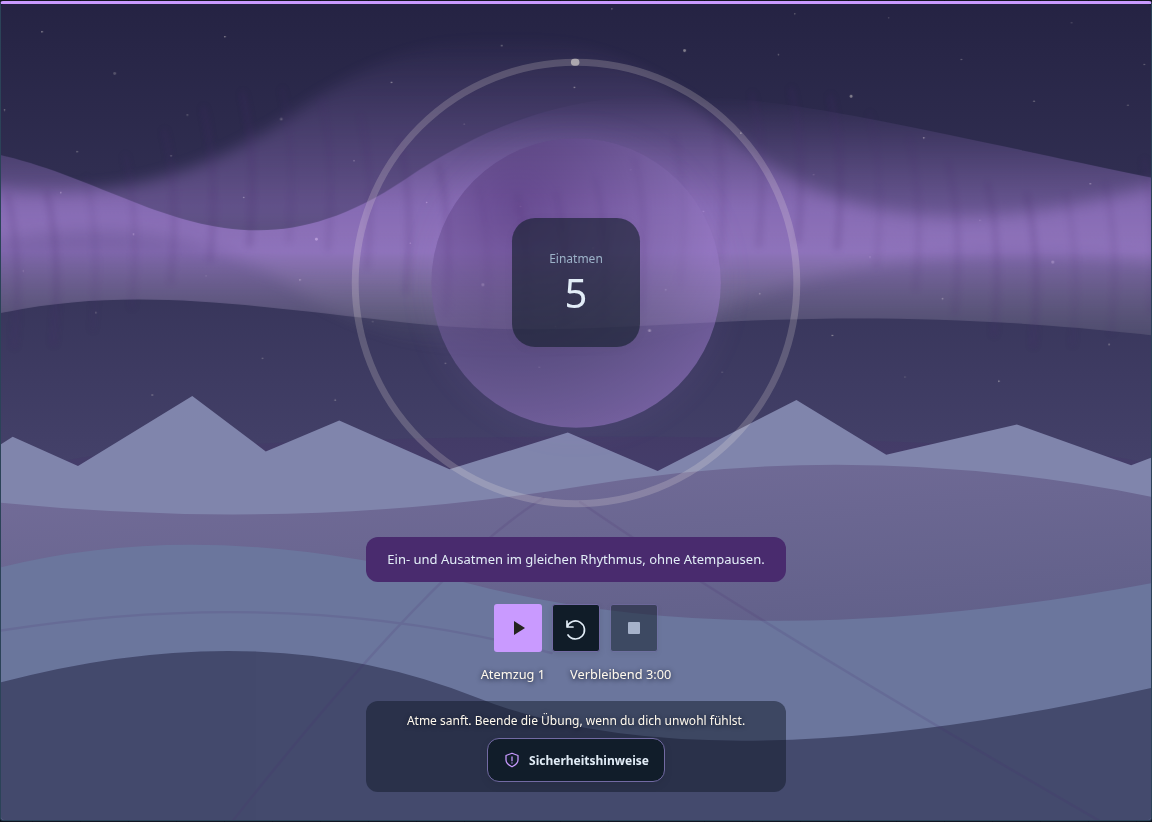 Einatmen
5
Ein- und Ausatmen im gleichen Rhythmus, ohne Atempausen.
Atemzug 1 Verbleibend 3:00
Atme sanft. Beende die Übung, wenn du dich unwohl fühlst.
Sicherheitshinweise